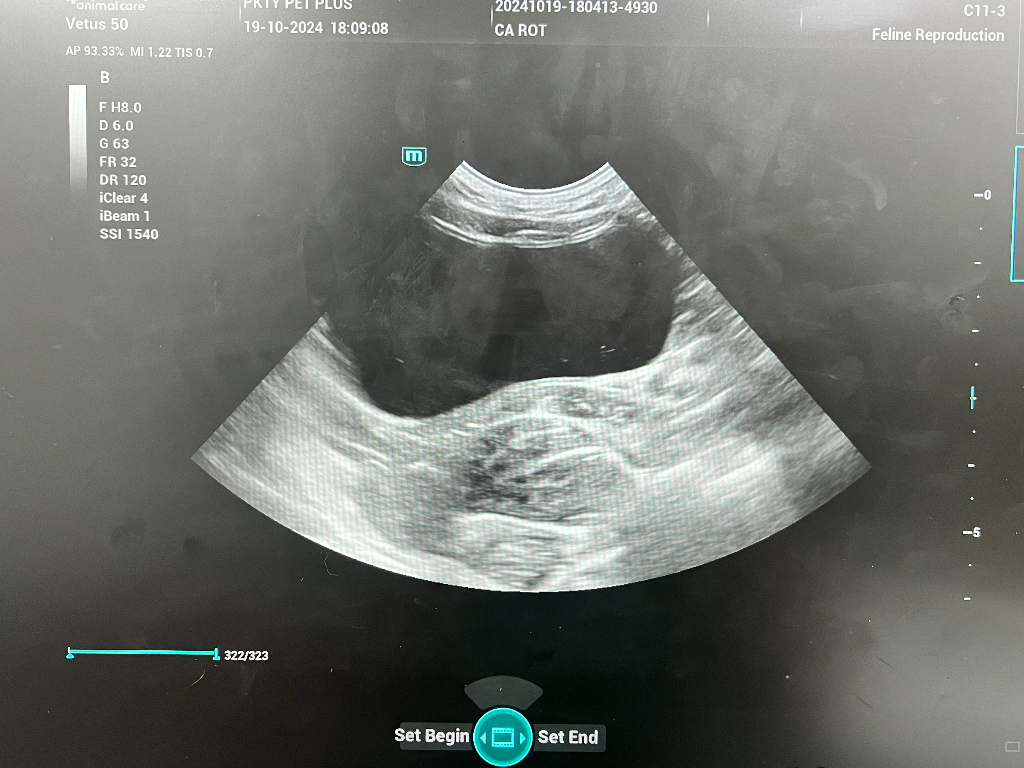 animalcare
Vetus 50
AP 93.33% MI 1.22 TIS 0.7
PKTY PET PLUS
19-10-2024 18:09:08
20241019-180413-4930
CA ROT
C11-3
Feline Reproduction
B
F H8.0
D 6.0
G 63
FR 32
DR 120
iClear 4
iBeam 1
SSI 1540
m
0
5
322/323
Set Begin
Set End